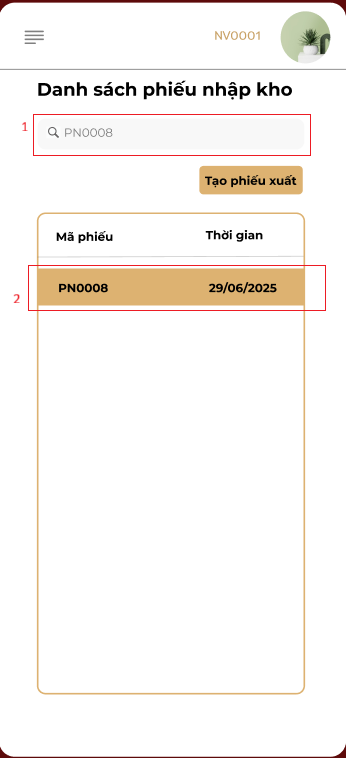 NV0001
Danh sách phiếu nhập kho
1
PN0008
Tạo phiếu xuất
Mã phiếu Thời gian
2
PN0008 29/06/2025